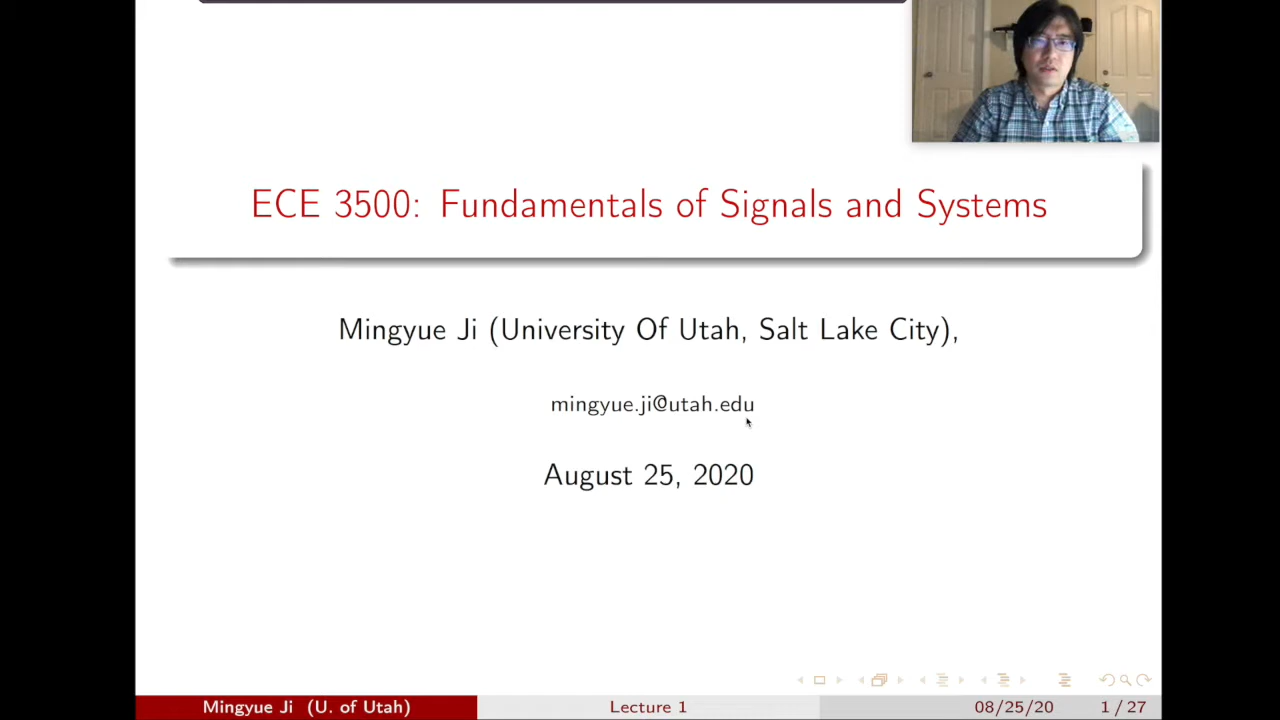 ECE 3500: Fundamentals of Signals and Systems
Mingyue Ji (University Of Utah, Salt Lake City),
mingyue.ji@utah.edu
August 25, 2020
Mingyue Ji (U. of Utah)
Lecture 1
08/25/20
1 / 27